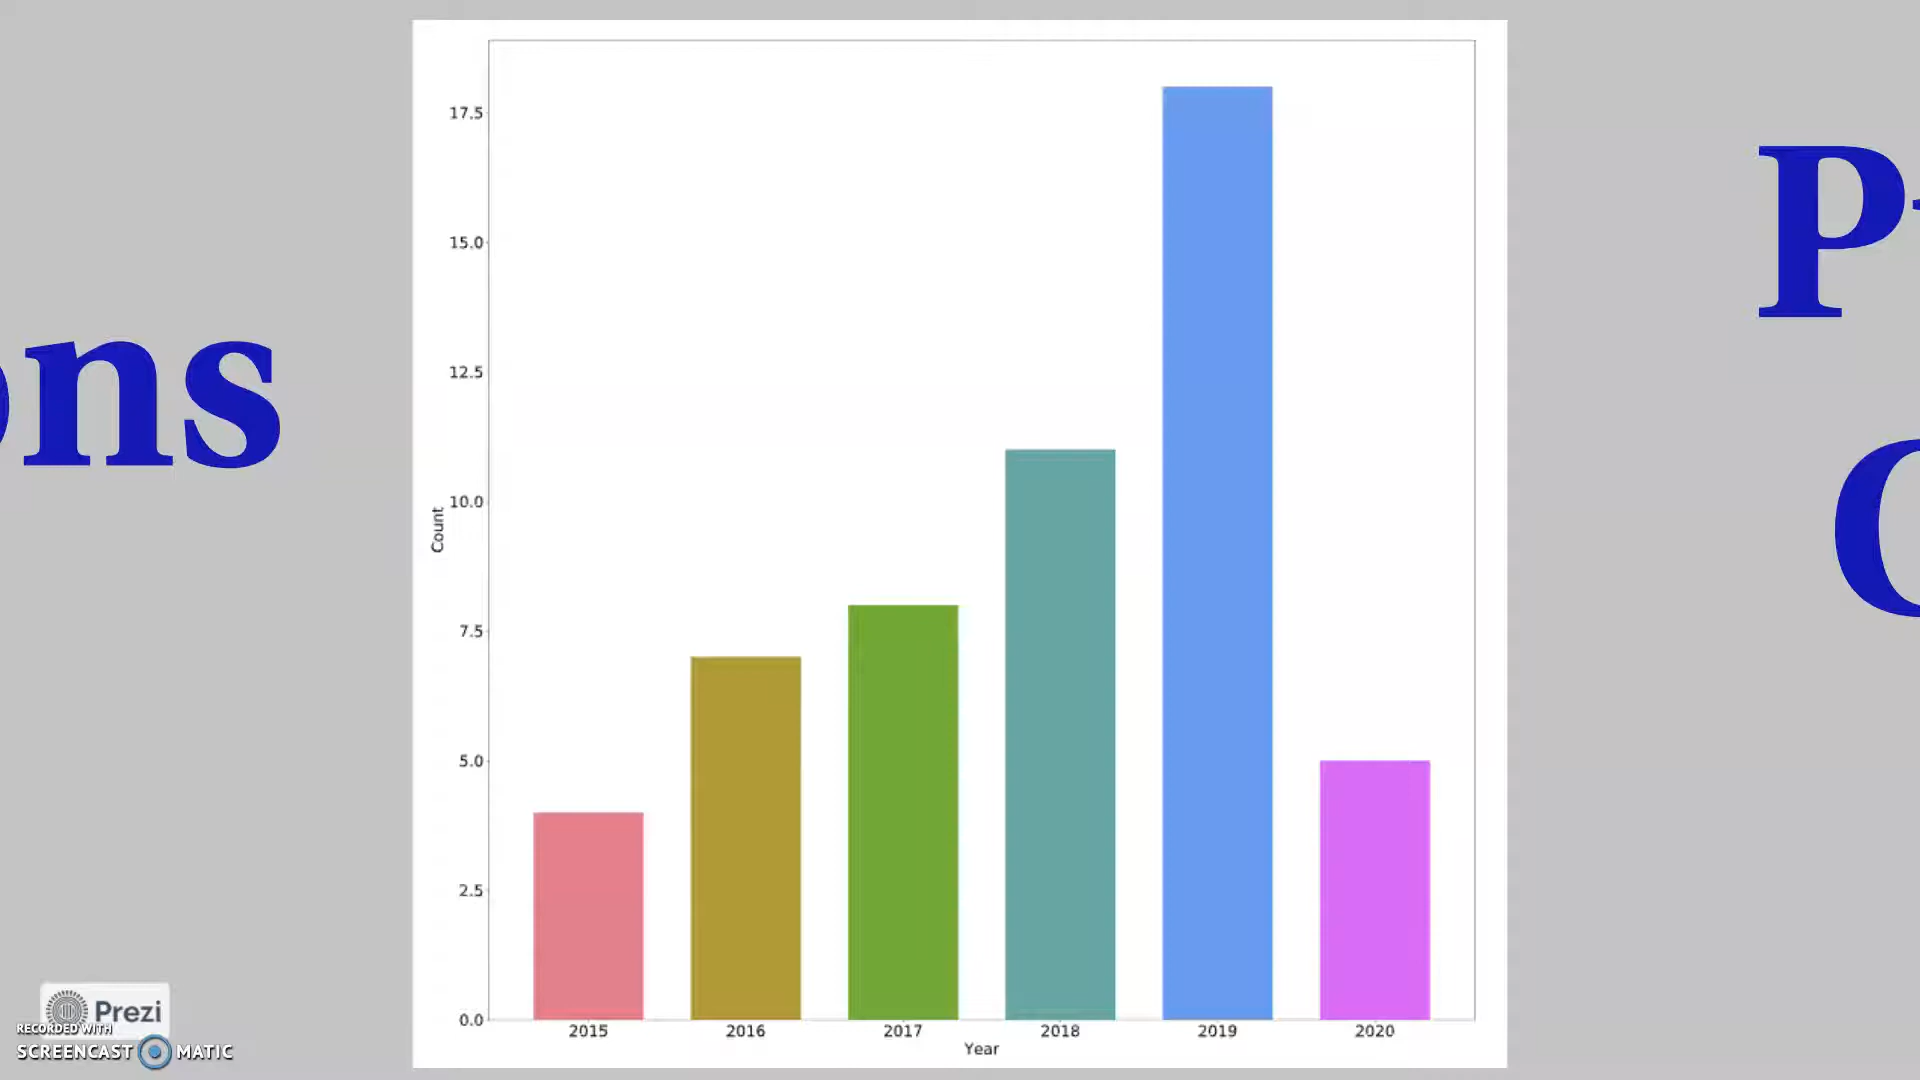 17.5
15.0
12.5
10.0
7.5
5.0
2.5
0.0
Count
2015 2016 2017 2018 2019 2020
Year
ons
P
Prezi
RECORDED WITH
SCREENCAST MATIC